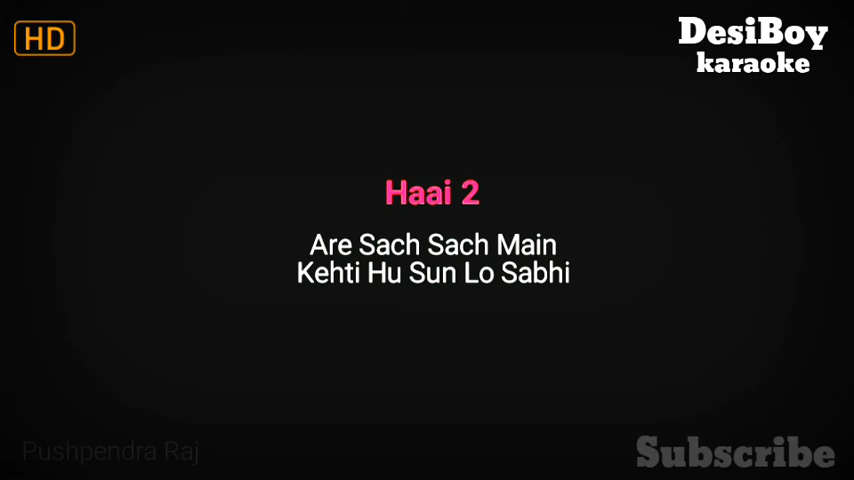 HD
DesiBoy
karaoke
Haai 2
Are Sach Sach Main
Kehti Hu Sun Lo Sabhi
Pushpendra Raj
Subscribe